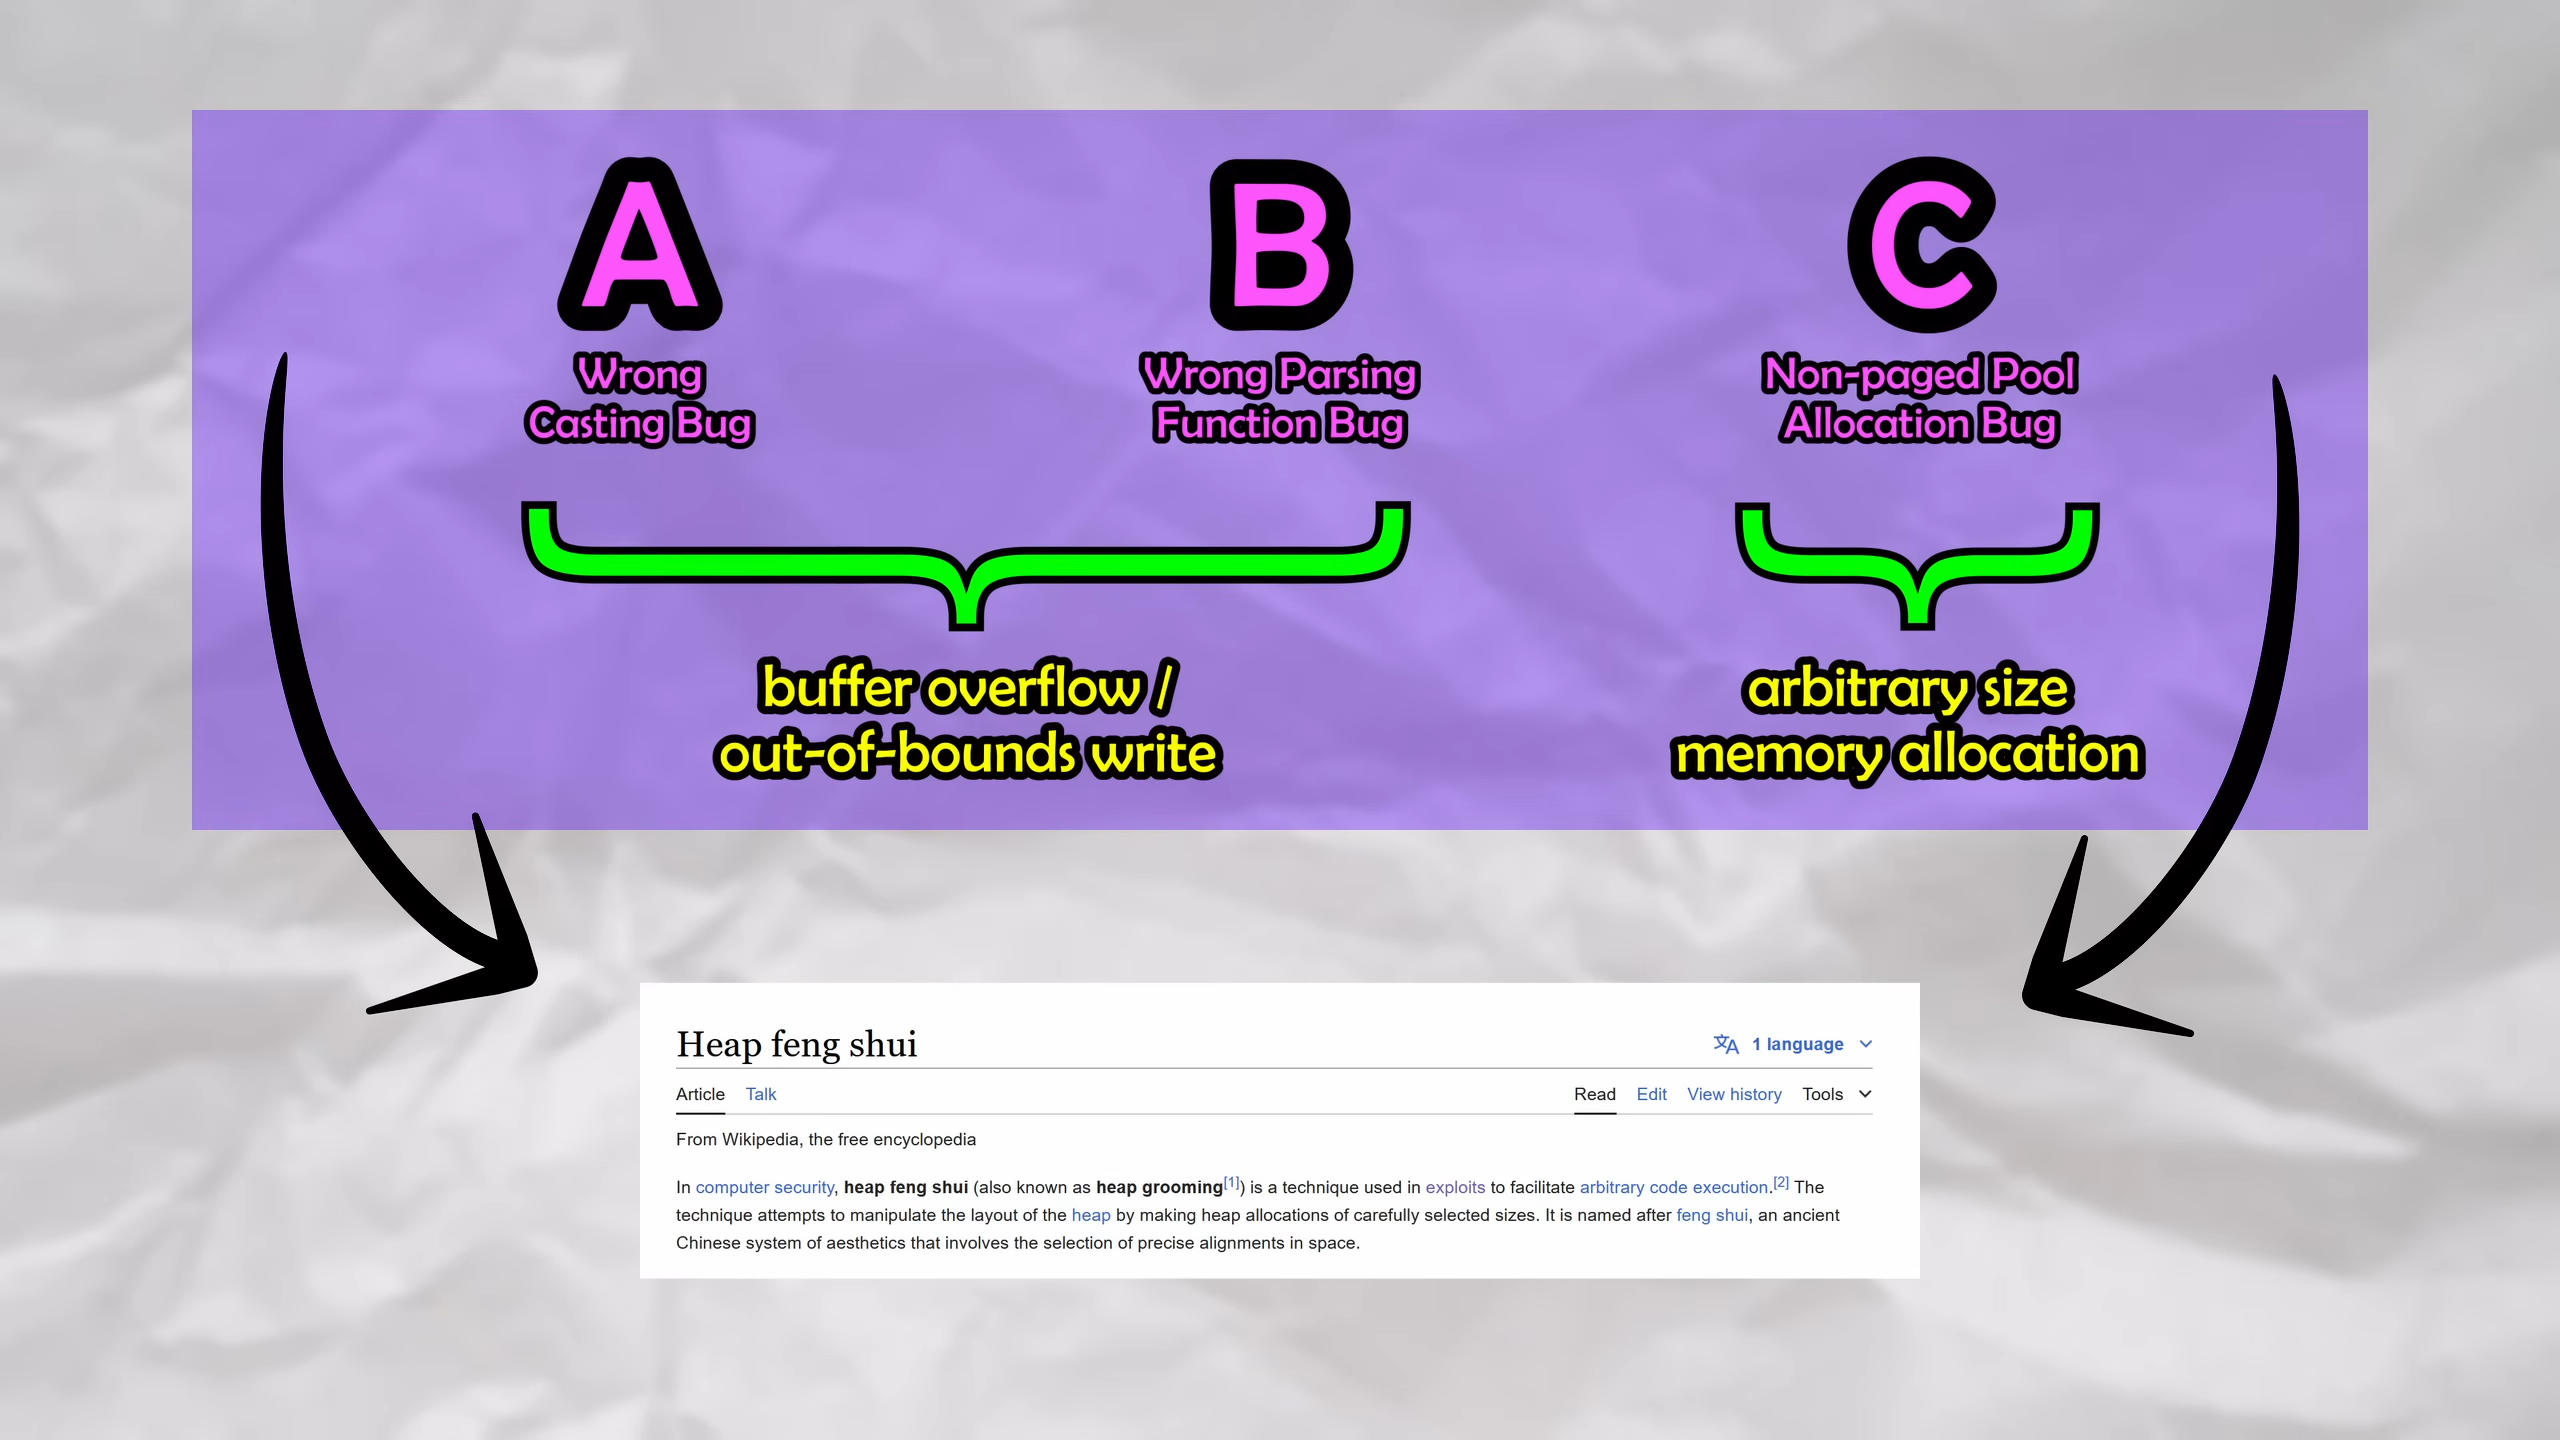 A
B
C
Wrong
Casting Bug
Wrong Parsing
Function Bug
Non-paged Pool
Allocation Bug
buffer overflow /
out-of-bounds write
arbitrary size
memory allocation
Heap feng shui
1 language
Article Talk
Read Edit View history Tools
From Wikipedia, the free encyclopedia
In computer security, heap feng shui (also known as heap grooming[1]) is a technique used in exploits to facilitate arbitrary code execution.[2] The
technique attempts to manipulate the layout of the heap by making heap allocations of carefully selected sizes. It is named after feng shui, an ancient
Chinese system of aesthetics that involves the selection of precise alignments in space.